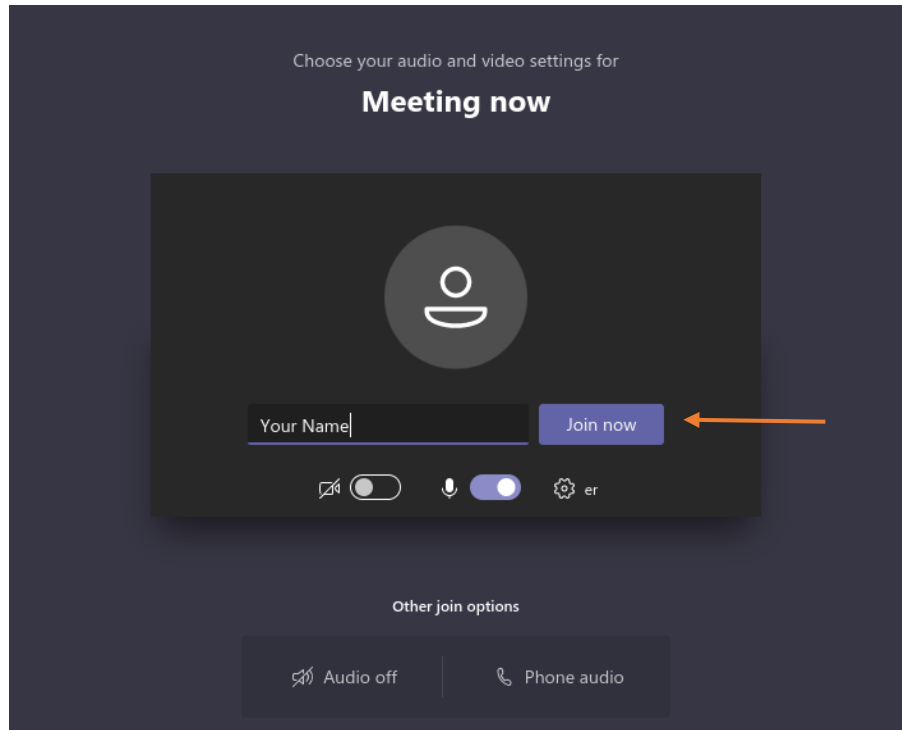 Choose your audio and video settings for
Meeting now
Your Name
Join now
er
Other join options
Audio off
Phone audio